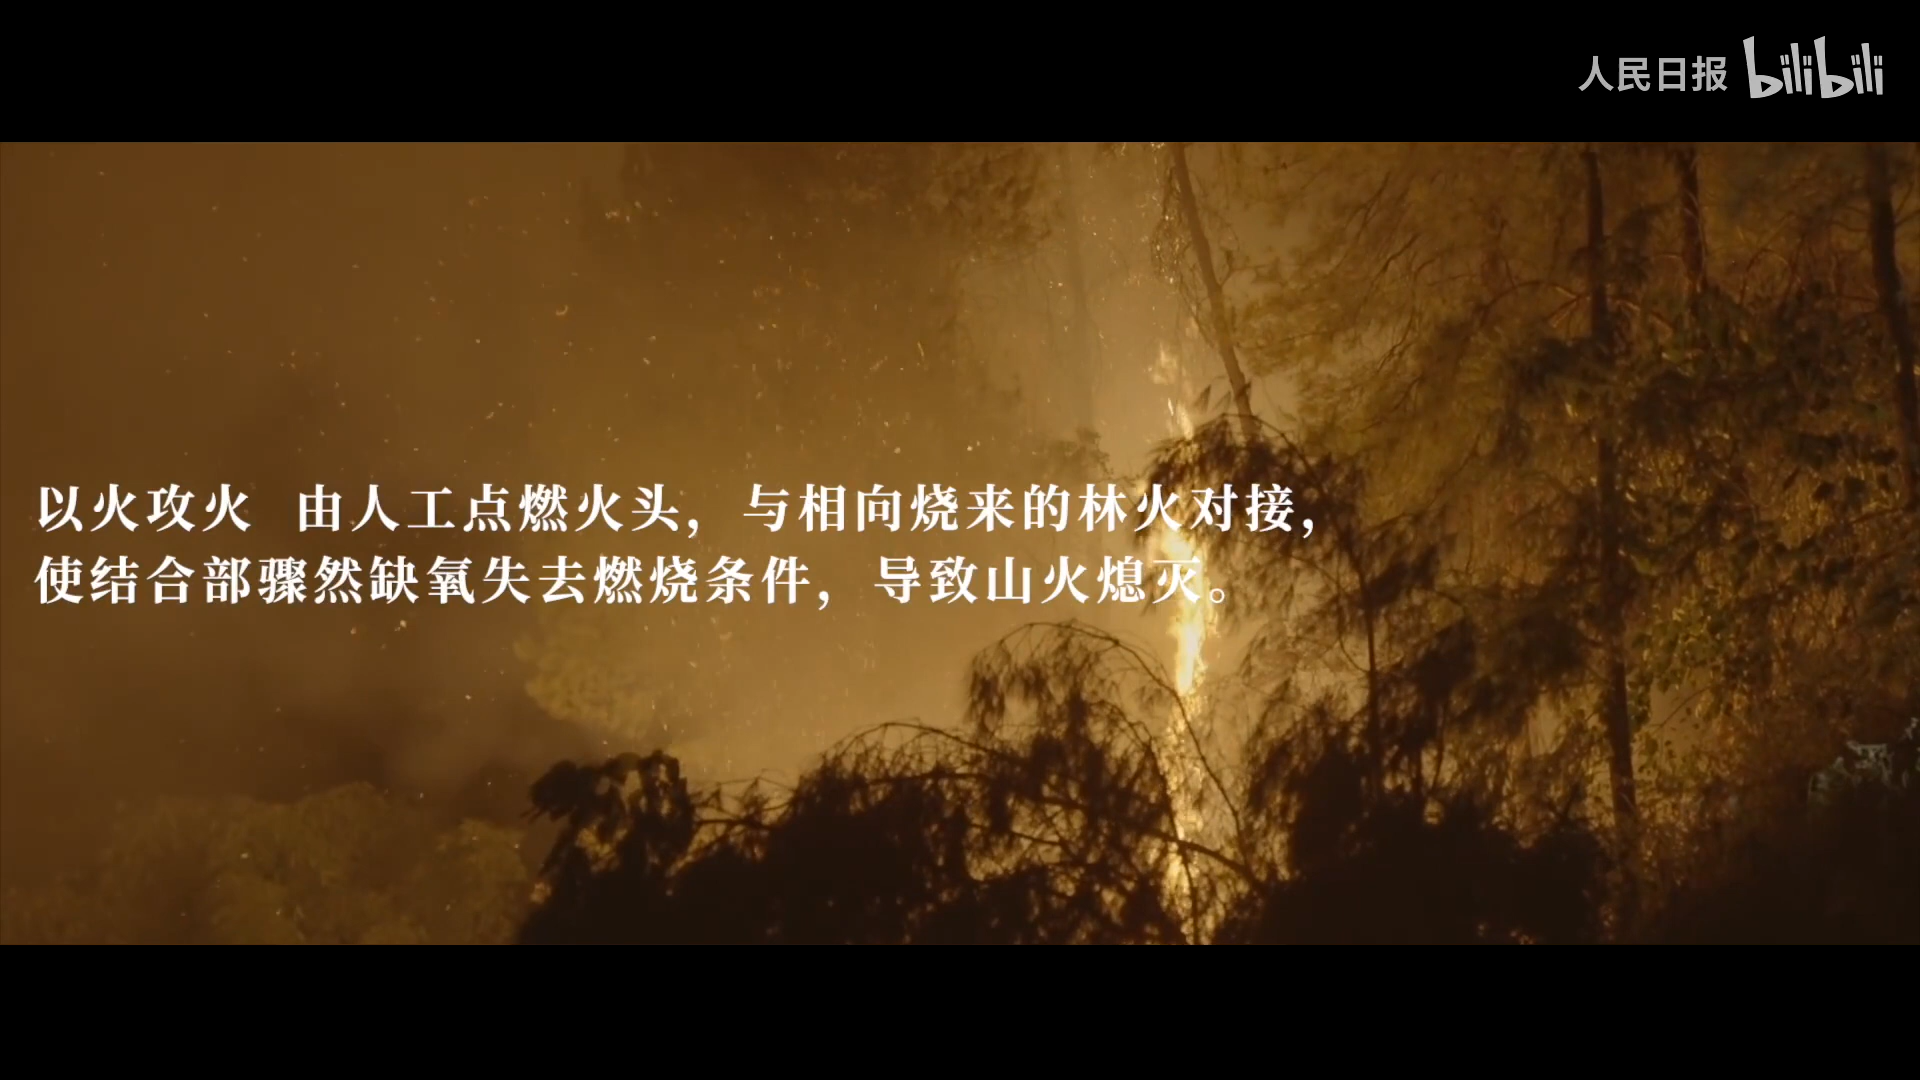 人民日报 bilibili
以火攻火 由人工点燃火头，与相向烧来的林火对接，
使结合部骤然缺氧失去燃烧条件，导致山火熄灭。